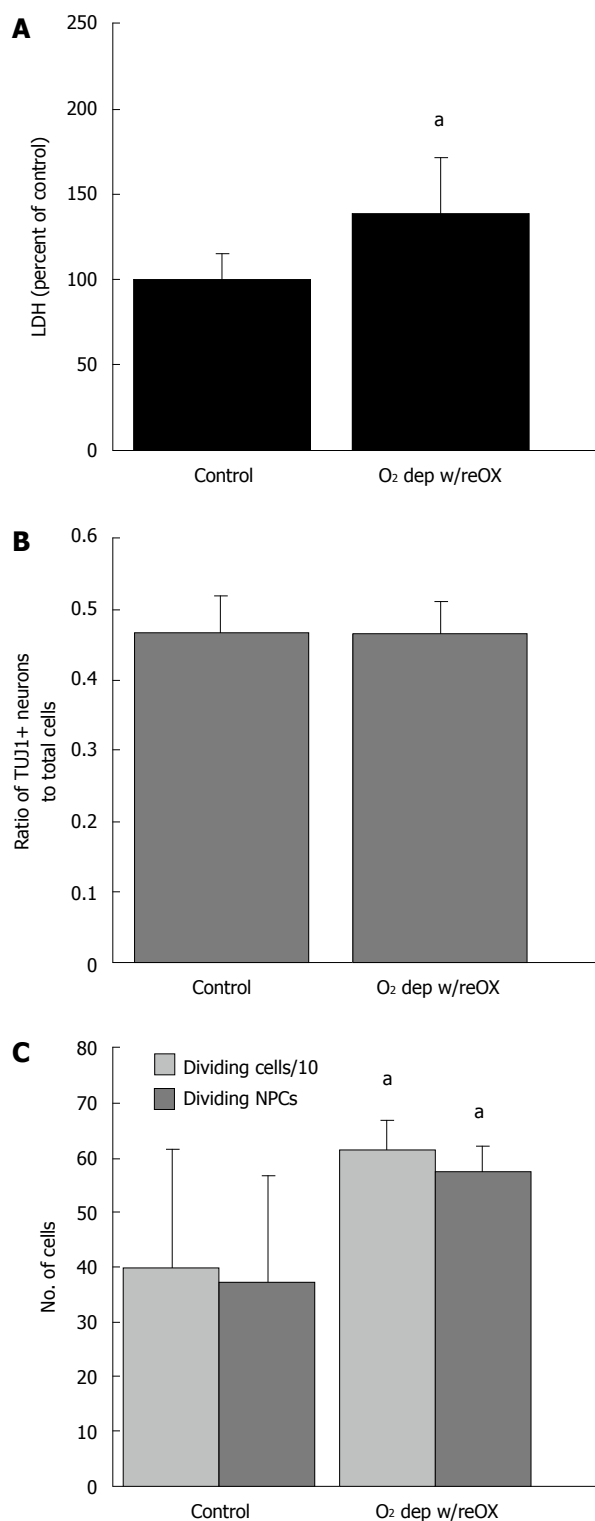 A
LDH (percent of control)
250
200
150
100
50
0
a
Control
O₂ dep w/reOX
B
Ratio of TUJ1+ neurons
to total cells
0.6
0.5
0.4
0.3
0.2
0.1
0
Control
O₂ dep w/reOX
C
No. of cells
80
70
60
50
40
30
20
10
0
Dividing cells/10
Dividing NPCs
a
a
Control
O₂ dep w/reOX